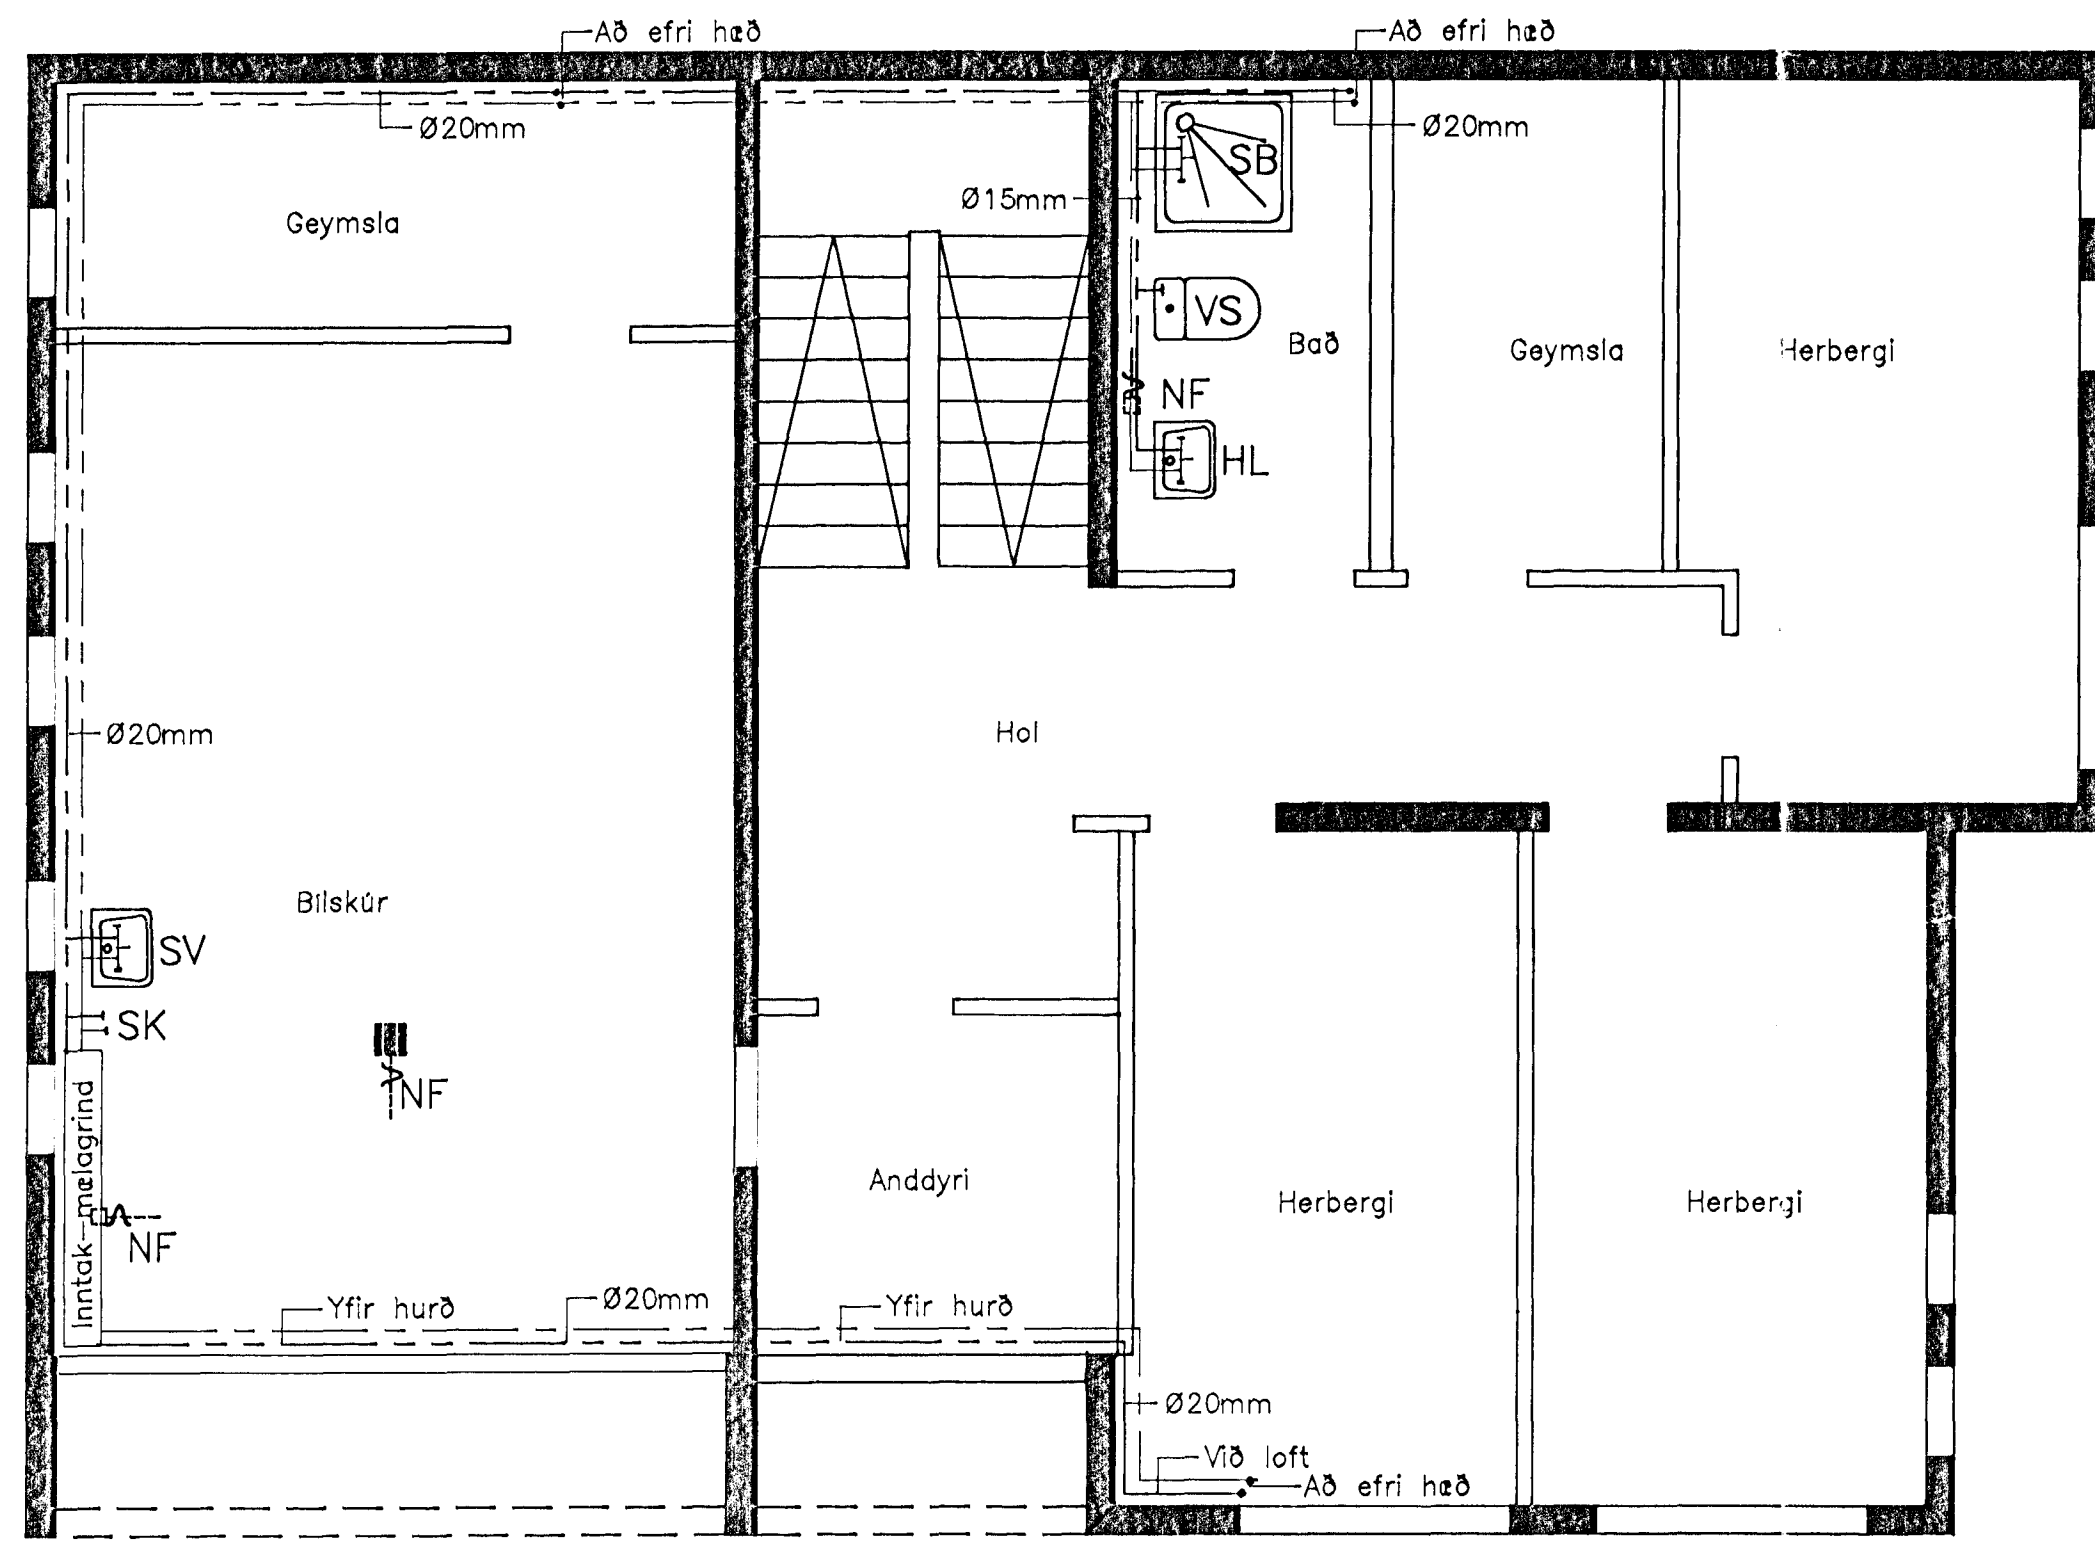 Að efri hæð
Að efri hæð
Ø20mm
Ø20mm
SB
Ø15mm
Geymsla
VS
Bað
Geymsla
Herbergi
NF
HL
Hol
Ø20mm
Bílskúr
SV
SK
NF
Inntak-mælagrind
NF
Anddyri
Herbergi
Herbergi
Yfir hurð
Ø20mm
Yfir hurð
Ø20mm
Við loft
Að efri hæð